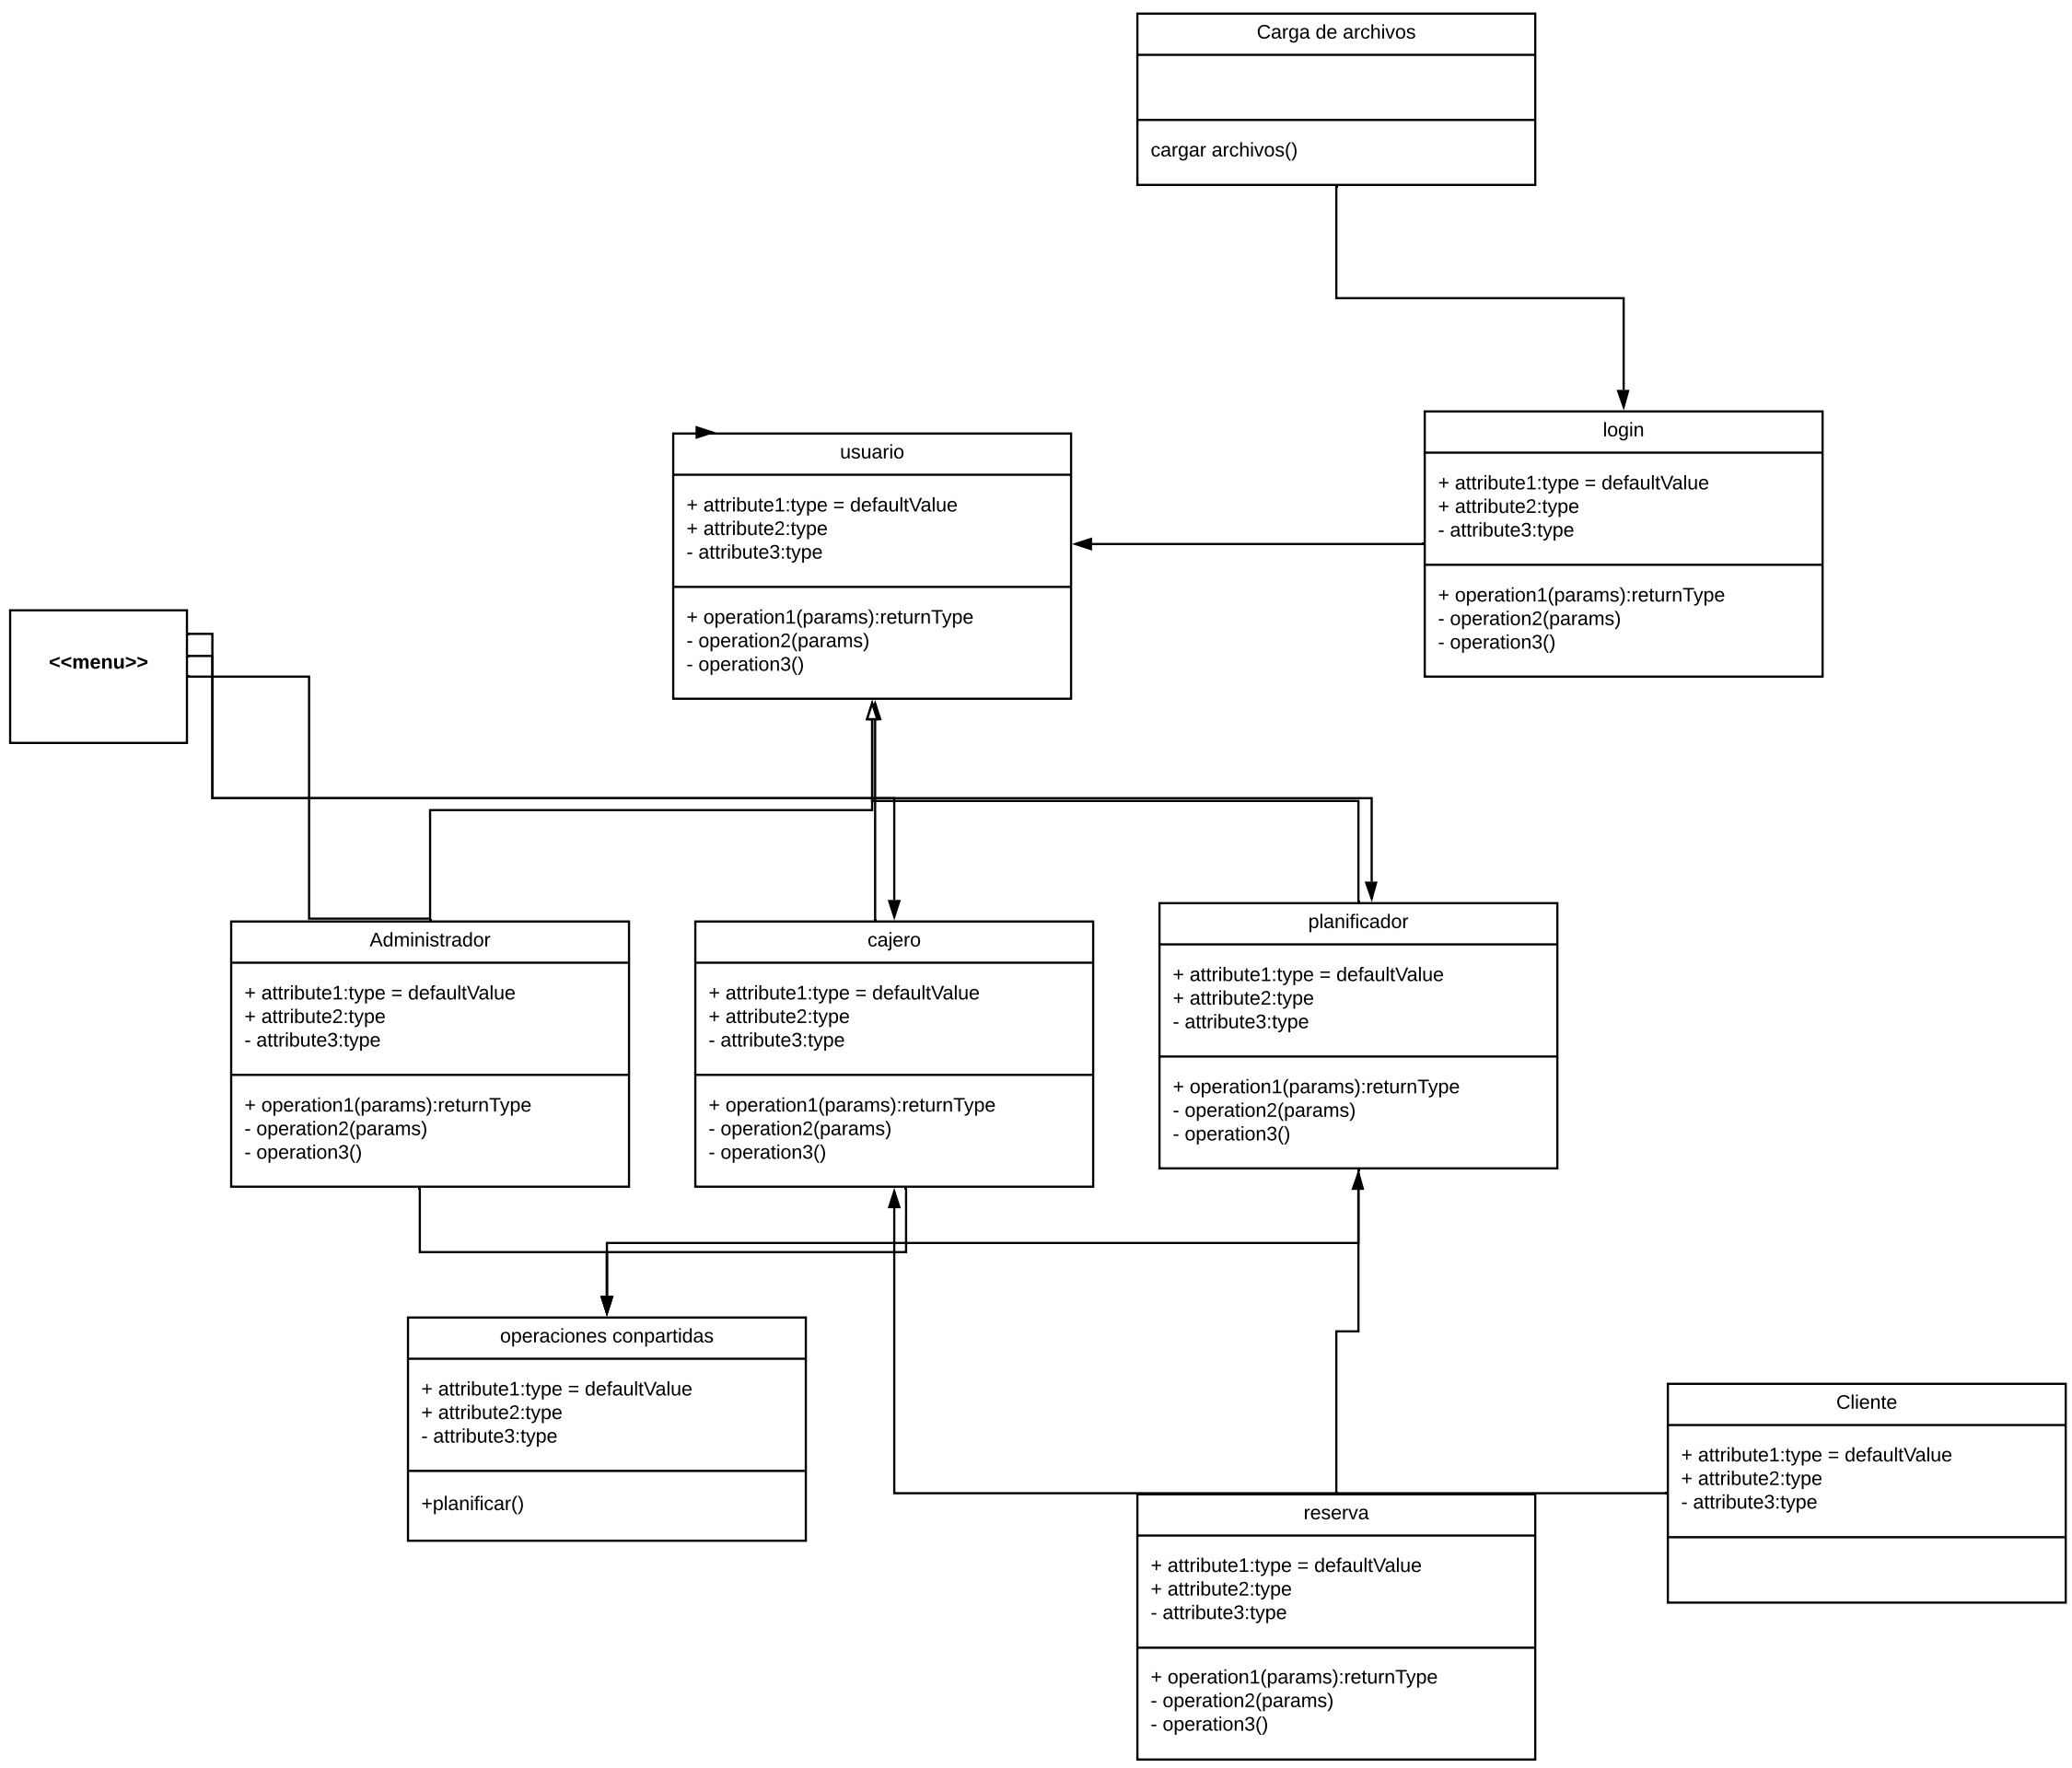 Carga de archivos
cargar archivos()
usuario
+ attribute1:type = defaultValue
+ attribute2:type
- attribute3:type
+ operation1(params):returnType
- operation2(params)
- operation3()
login
+ attribute1:type = defaultValue
+ attribute2:type
- attribute3:type
+ operation1(params):returnType
- operation2(params)
- operation3()
<<menu>>
Administrador
+ attribute1:type = defaultValue
+ attribute2:type
- attribute3:type
+ operation1(params):returnType
- operation2(params)
- operation3()
cajero
+ attribute1:type = defaultValue
+ attribute2:type
- attribute3:type
+ operation1(params):returnType
- operation2(params)
- operation3()
planificador
+ attribute1:type = defaultValue
+ attribute2:type
- attribute3:type
+ operation1(params):returnType
- operation2(params)
- operation3()
operaciones conpartidas
+ attribute1:type = defaultValue
+ attribute2:type
- attribute3:type
+planificar()
Cliente
+ attribute1:type = defaultValue
+ attribute2:type
- attribute3:type
reserva
+ attribute1:type = defaultValue
+ attribute2:type
- attribute3:type
+ operation1(params):returnType
- operation2(params)
- operation3()